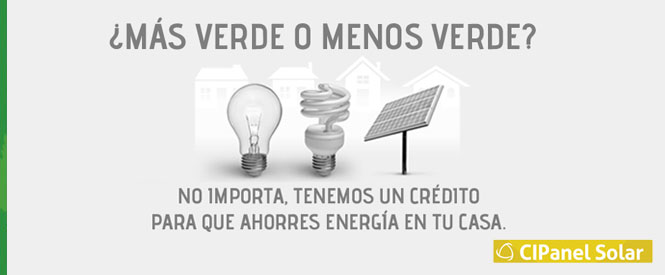 ¿MÁS VERDE O MENOS VERDE?
NO IMPORTA, TENEMOS UN CRÉDITO
PARA QUE AHORRES ENERGÍA EN TU CASA.
CIPanel Solar